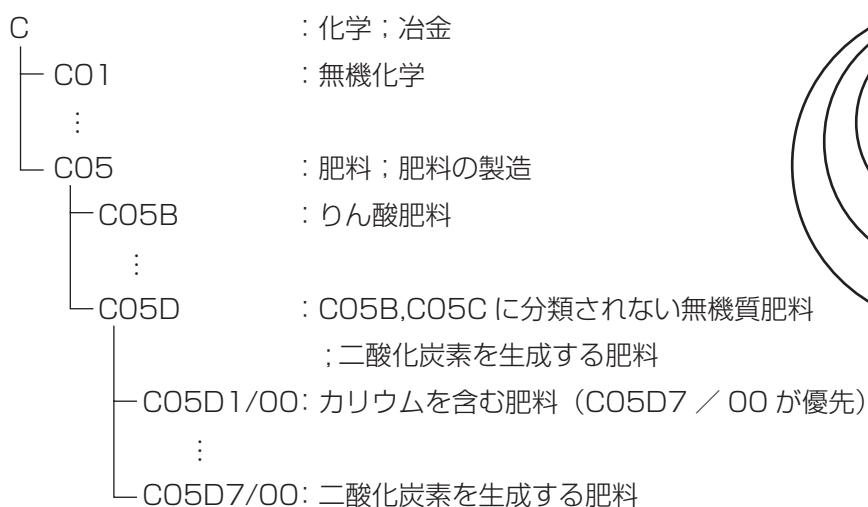 C ：化学；冶金
C01 ：無機化学
⋮
C05 ：肥料；肥料の製造
C05B ：りん酸肥料
⋮
C05D ：C05B,C05C に分類されない無機質肥料
；二酸化炭素を生成する肥料
C05D1/00：カリウムを含む肥料（C05D7 ／ 00 が優先）
⋮
C05D7/00：二酸化炭素を生成する肥料